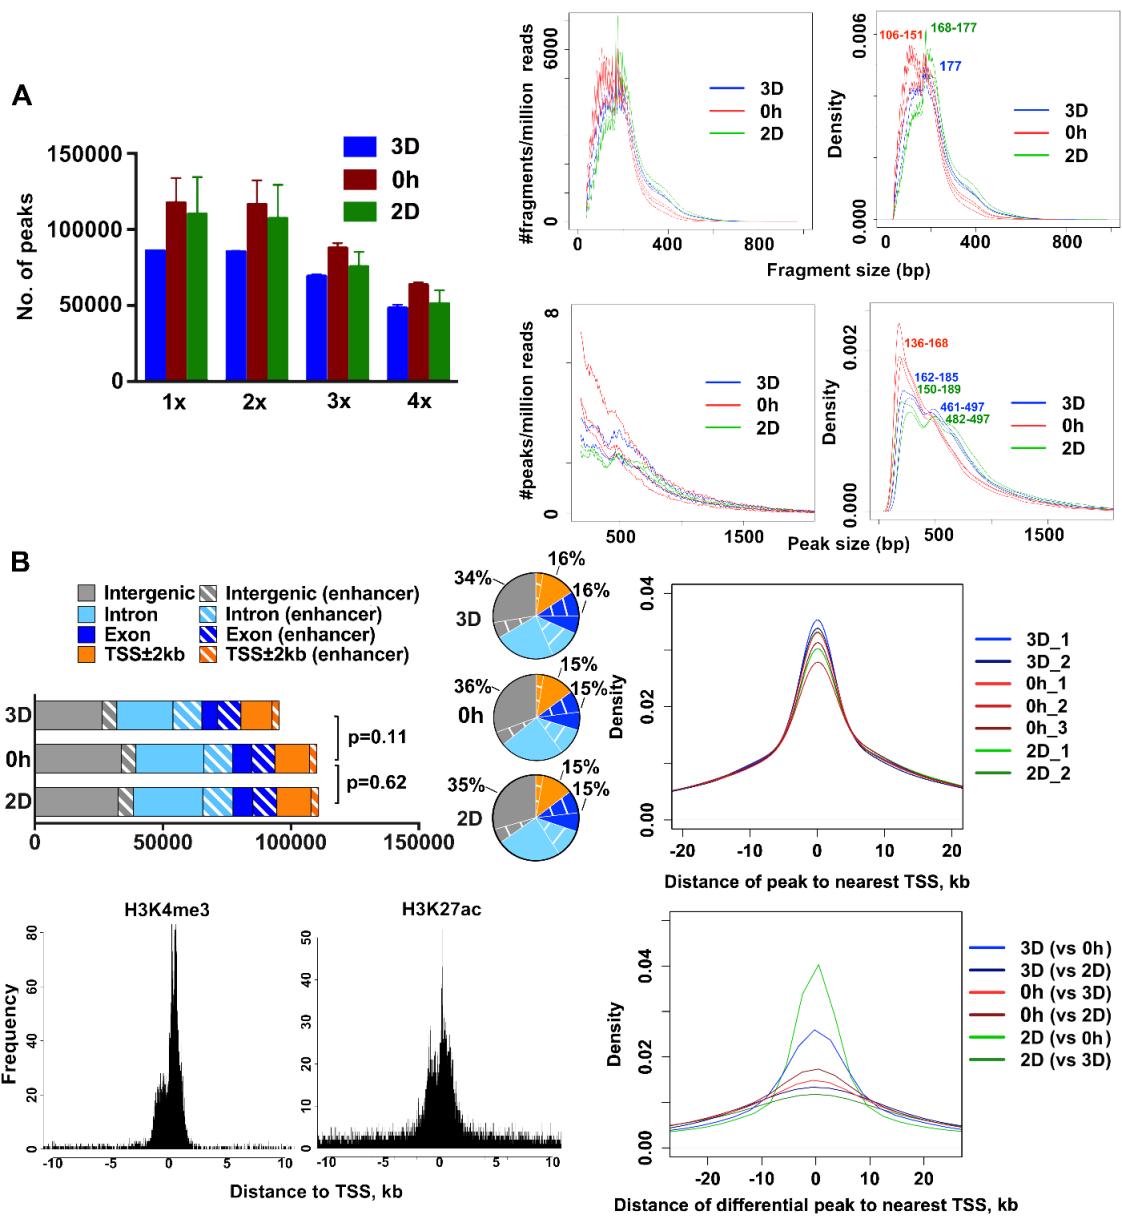 A
150000
100000
50000
0
No. of peaks
3D
0h
2D
1x
2x
3x
4x
#fragments/million reads
6000
0
3D
0h
2D
0
400
800
Density
0.006
0.000
106-151
168-177
177
3D
0h
2D
0
400
800
Fragment size (bp)
#peaks/million reads
8
0
3D
0h
2D
500
1500
Density
0.002
0.000
136-168
162-185
150-189
461-497
482-497
3D
0h
2D
500
1500
Peak size (bp)
B
Intergenic
Intergenic (enhancer)
Intron
Intron (enhancer)
Exon
Exon (enhancer)
TSS±2kb
TSS±2kb (enhancer)
3D
0h
2D
p=0.11
p=0.62
0
50000
100000
150000
34%
16%
16%
3D
36%
15%
15%
0h
35%
15%
15%
2D
Density
0.04
0.02
0.00
-20
-10
0
10
20
Distance of peak to nearest TSS, kb
3D_1
3D_2
0h_1
0h_2
0h_3
2D_1
2D_2
H3K4me3
Frequency
80
60
40
20
0
-10
-5
0
5
10
H3K27ac
50
40
30
20
10
0
-10
-5
0
5
10
Distance to TSS, kb
Density
0.04
0.02
0.00
-20
-10
0
10
20
Distance of differential peak to nearest TSS, kb
3D (vs 0h)
3D (vs 2D)
0h (vs 3D)
0h (vs 2D)
2D (vs 0h)
2D (vs 3D)